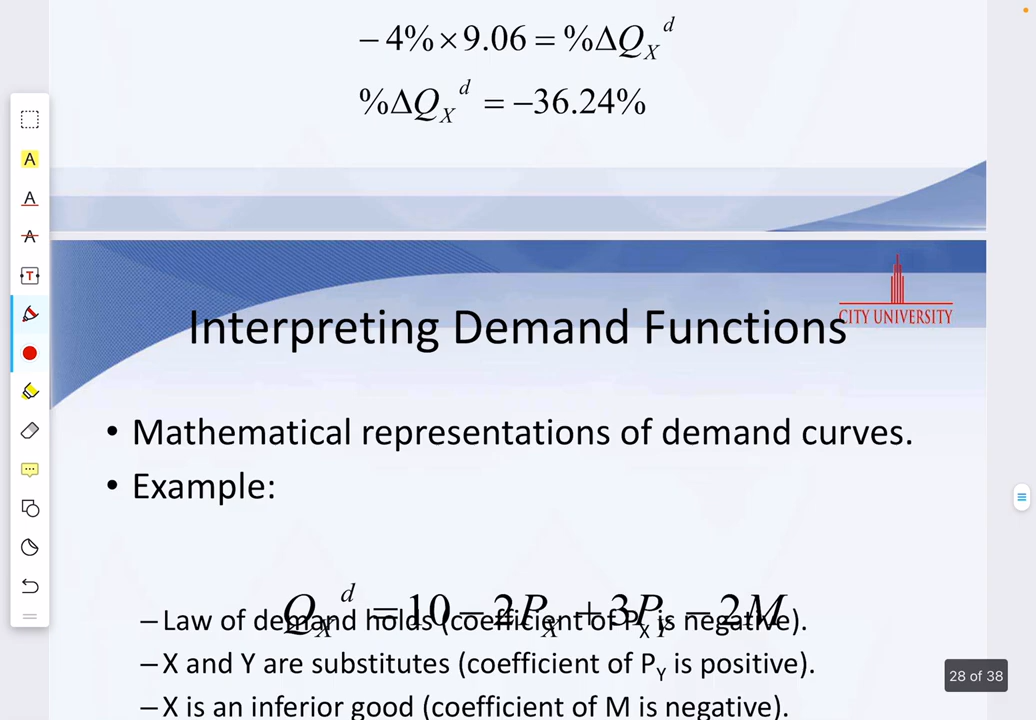 − 4% × 9.06 = %ΔQ_X^d
%ΔQ_X^d = −36.24%
A
A
A
T
CITY UNIVERSITY
Interpreting Demand Functions
• Mathematical representations of demand curves.
• Example:
Q_X^d = 10 − 2P_X + 3P_Y − 2M
– Law of demand holds (coefficient of P_X is negative).
– X and Y are substitutes (coefficient of P_Y is positive).
28 of 38
– X is an inferior good (coefficient of M is negative).